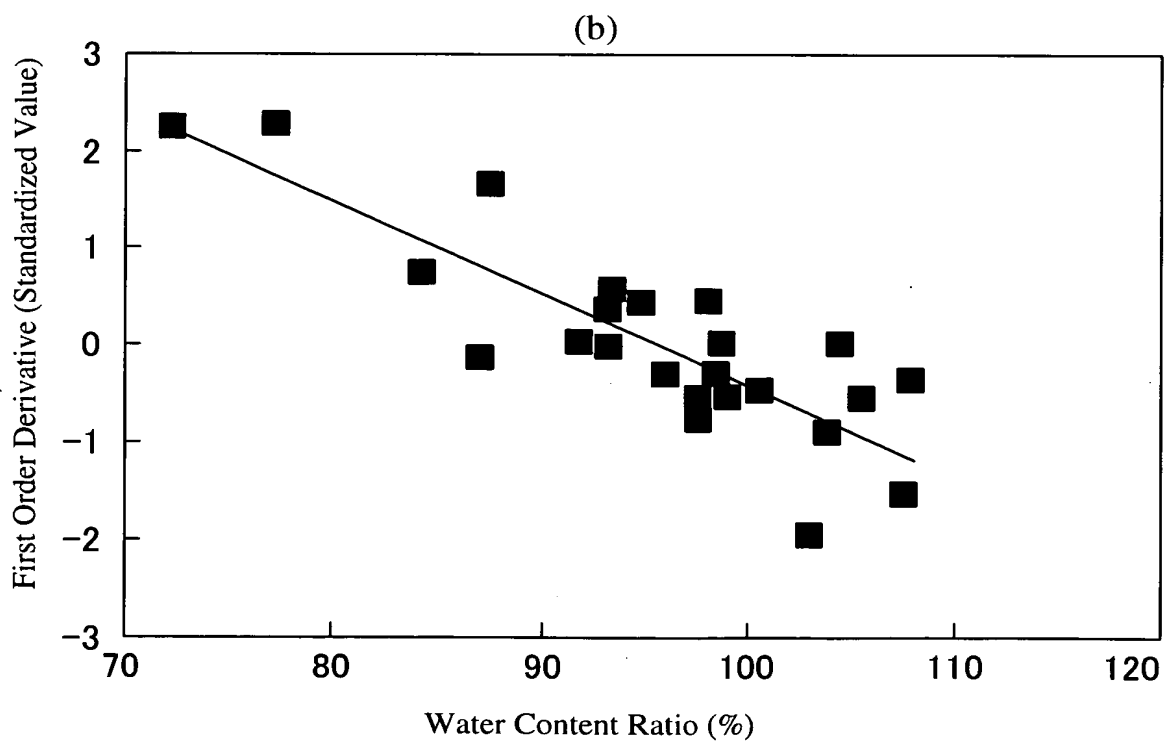 (b)
First Order Derivative (Standardized Value)
3
2
1
0
−1
−2
−3
70 80 90 100 110 120
Water Content Ratio (%)